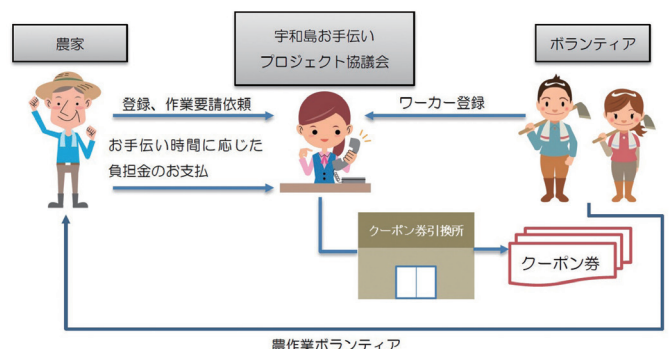 農家
宇和島お手伝い
プロジェクト協議会
ボランティア
登録、作業要請依頼
ワーカー登録
お手伝い時間に応じた
負担金のお支払
クーポン券引換所
クーポン券
農作業ボランティア